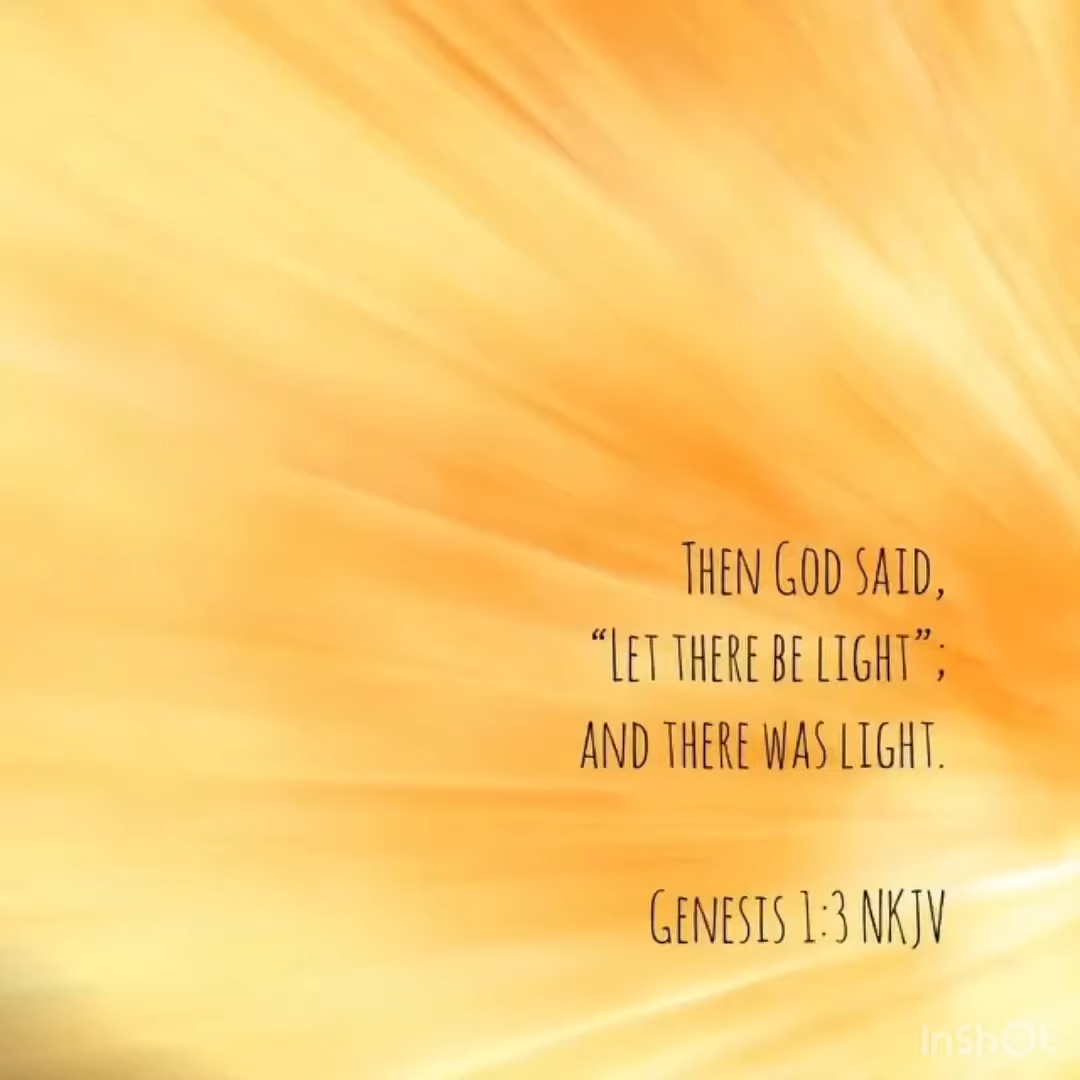 Then God said,
“Let there be light”;
and there was light.
Genesis 1:3 NKJV
InShOt